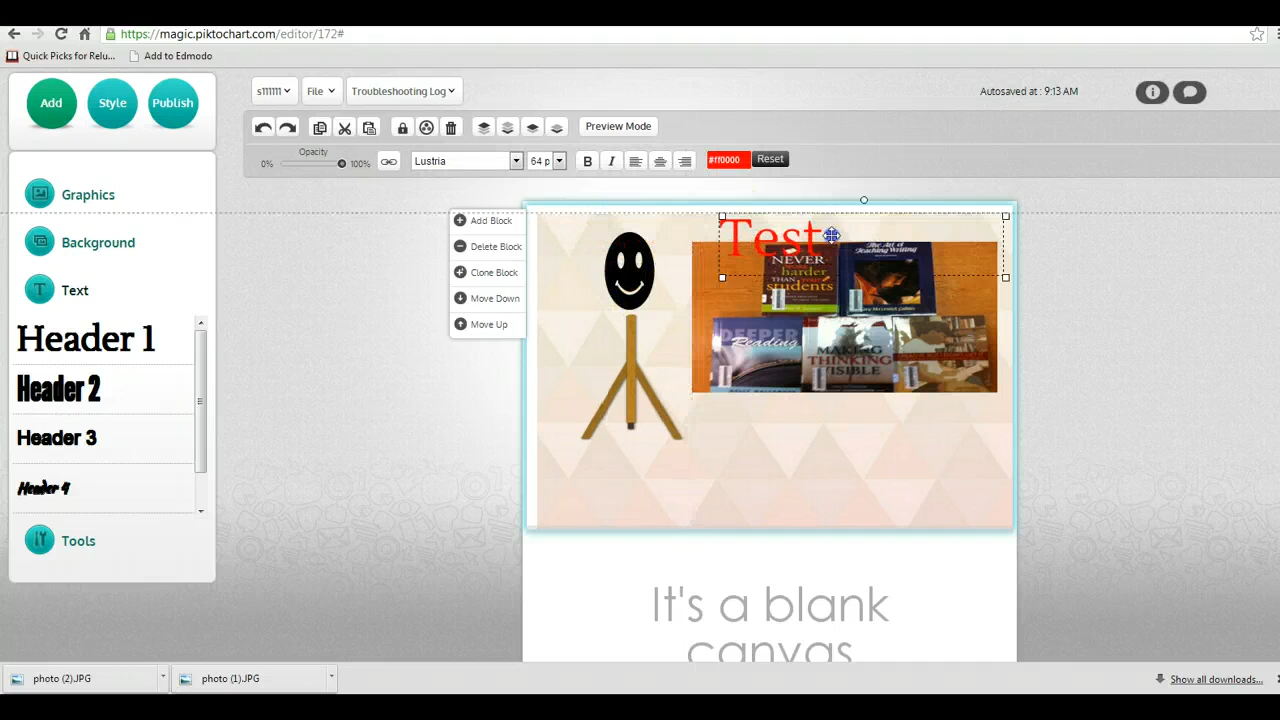 https://magic.piktochart.com/editor/172#
Quick Picks for Relu...
Add to Edmodo
Add
Style
Publish
s111111
File
Troubleshooting Log
Autosaved at : 9:13 AM
Preview Mode
0%
Opacity
100%
Lustria
64 p
B
I
#ff0000
Reset
Graphics
Background
Text
Header 1
Header 2
Header 3
Header 4
Tools
Add Block
Delete Block
Clone Block
Move Down
Move Up
Test
NEVER
work
harder
THAN YOUR
students
The Art of
Teaching Writing
DEEPER
Reading
MAKING
THINKING
VISIBLE
It's a blank
canvas
photo (2).JPG
photo (1).JPG
Show all downloads...